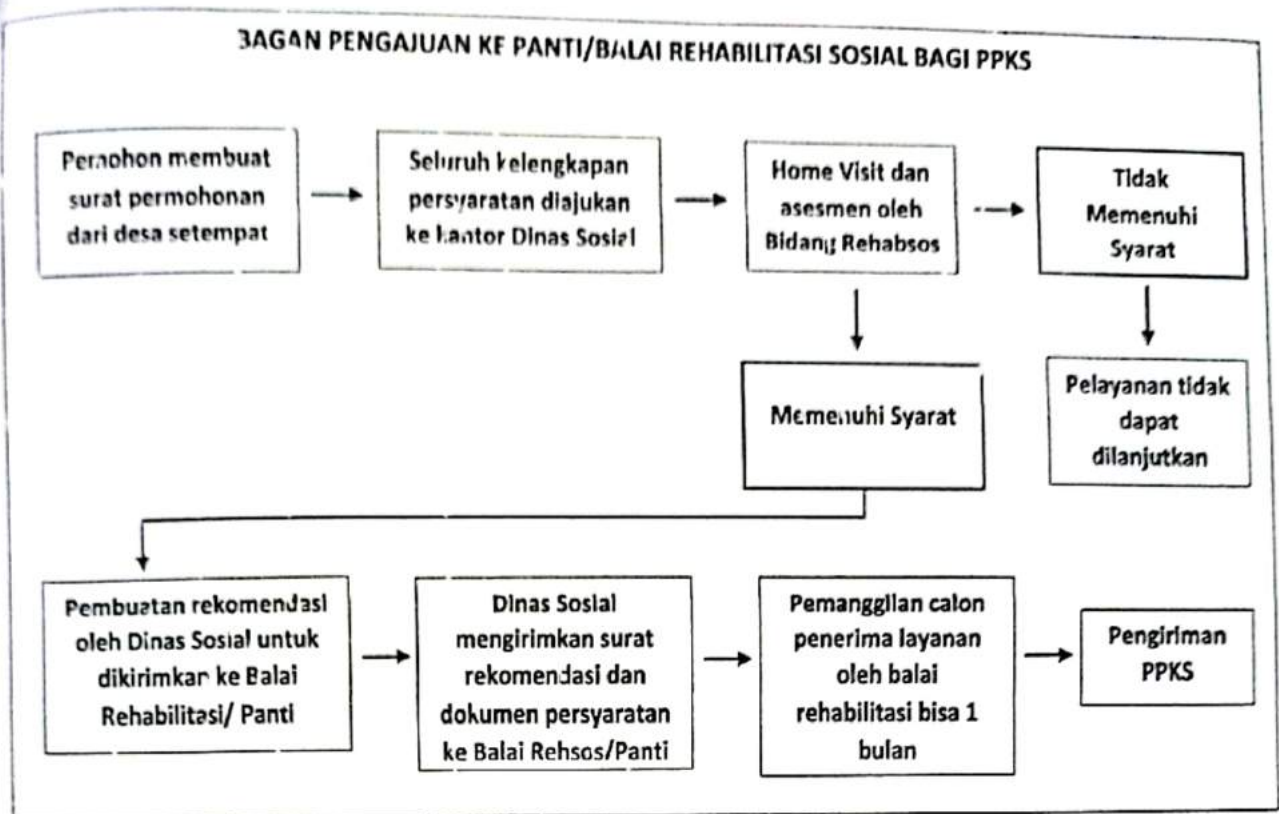 BAGAN PENGAJUAN KE PANTI/BALAI REHABILITASI SOSIAL BAGI PPKS
Pemohon membuat
surat permohonan
dari desa setempat
Seluruh kelengkapan
persyaratan diajukan
ke kantor Dinas Sosial
Home Visit dan
asesmen oleh
Bidang Rehabsos
Tidak
Memenuhi
Syarat
Memenuhi Syarat
Pelayanan tidak
dapat
dilanjutkan
Pembuatan rekomendasi
oleh Dinas Sosial untuk
dikirimkan ke Balai
Rehabilitasi/ Panti
Dinas Sosial
mengirimkan surat
rekomendasi dan
dokumen persyaratan
ke Balai Rehsos/Panti
Pemanggilan calon
penerima layanan
oleh balai
rehabilitasi bisa 1
bulan
Pengiriman
PPKS